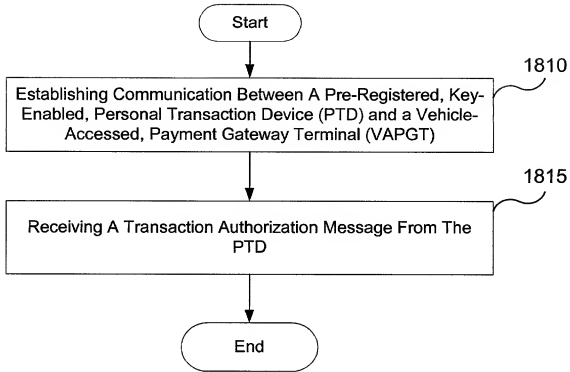 Start
1810
Establishing Communication Between A Pre-Registered, Key-
Enabled, Personal Transaction Device (PTD) and a Vehicle-
Accessed, Payment Gateway Terminal (VAPGT)
1815
Receiving A Transaction Authorization Message From The
PTD
End